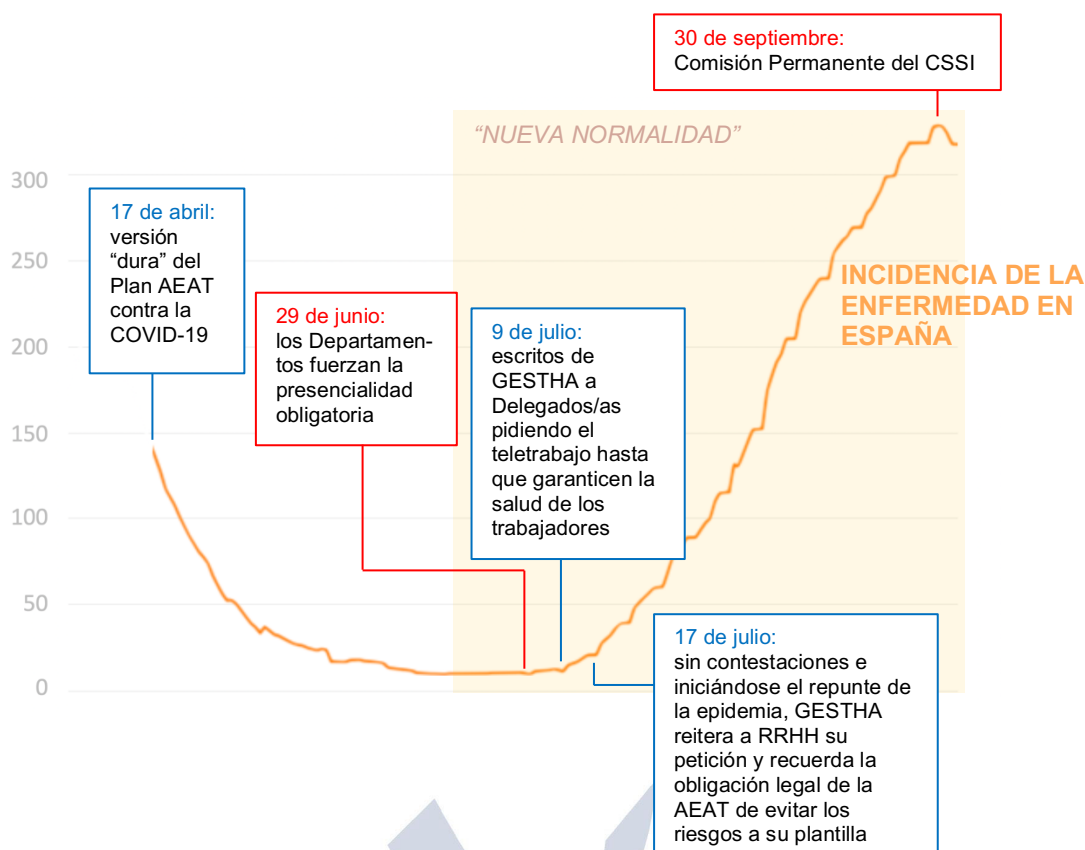 30 de septiembre:
Comisión Permanente del CSSI
“NUEVA NORMALIDAD”
300
250
200
150
100
50
0
17 de abril:
versión
“dura” del
Plan AEAT
contra la
COVID-19
29 de junio:
los Departamen-
tos fuerzan la
presencialidad
obligatoria
9 de julio:
escritos de
GESTHA a
Delegados/as
pidiendo el
teletrabajo hasta
que garanticen la
salud de los
trabajadores
INCIDENCIA DE LA
ENFERMEDAD EN
ESPAÑA
17 de julio:
sin contestaciones e
iniciándose el repunte de
la epidemia, GESTHA
reitera a RRHH su
petición y recuerda la
obligación legal de la
AEAT de evitar los
riesgos a su plantilla